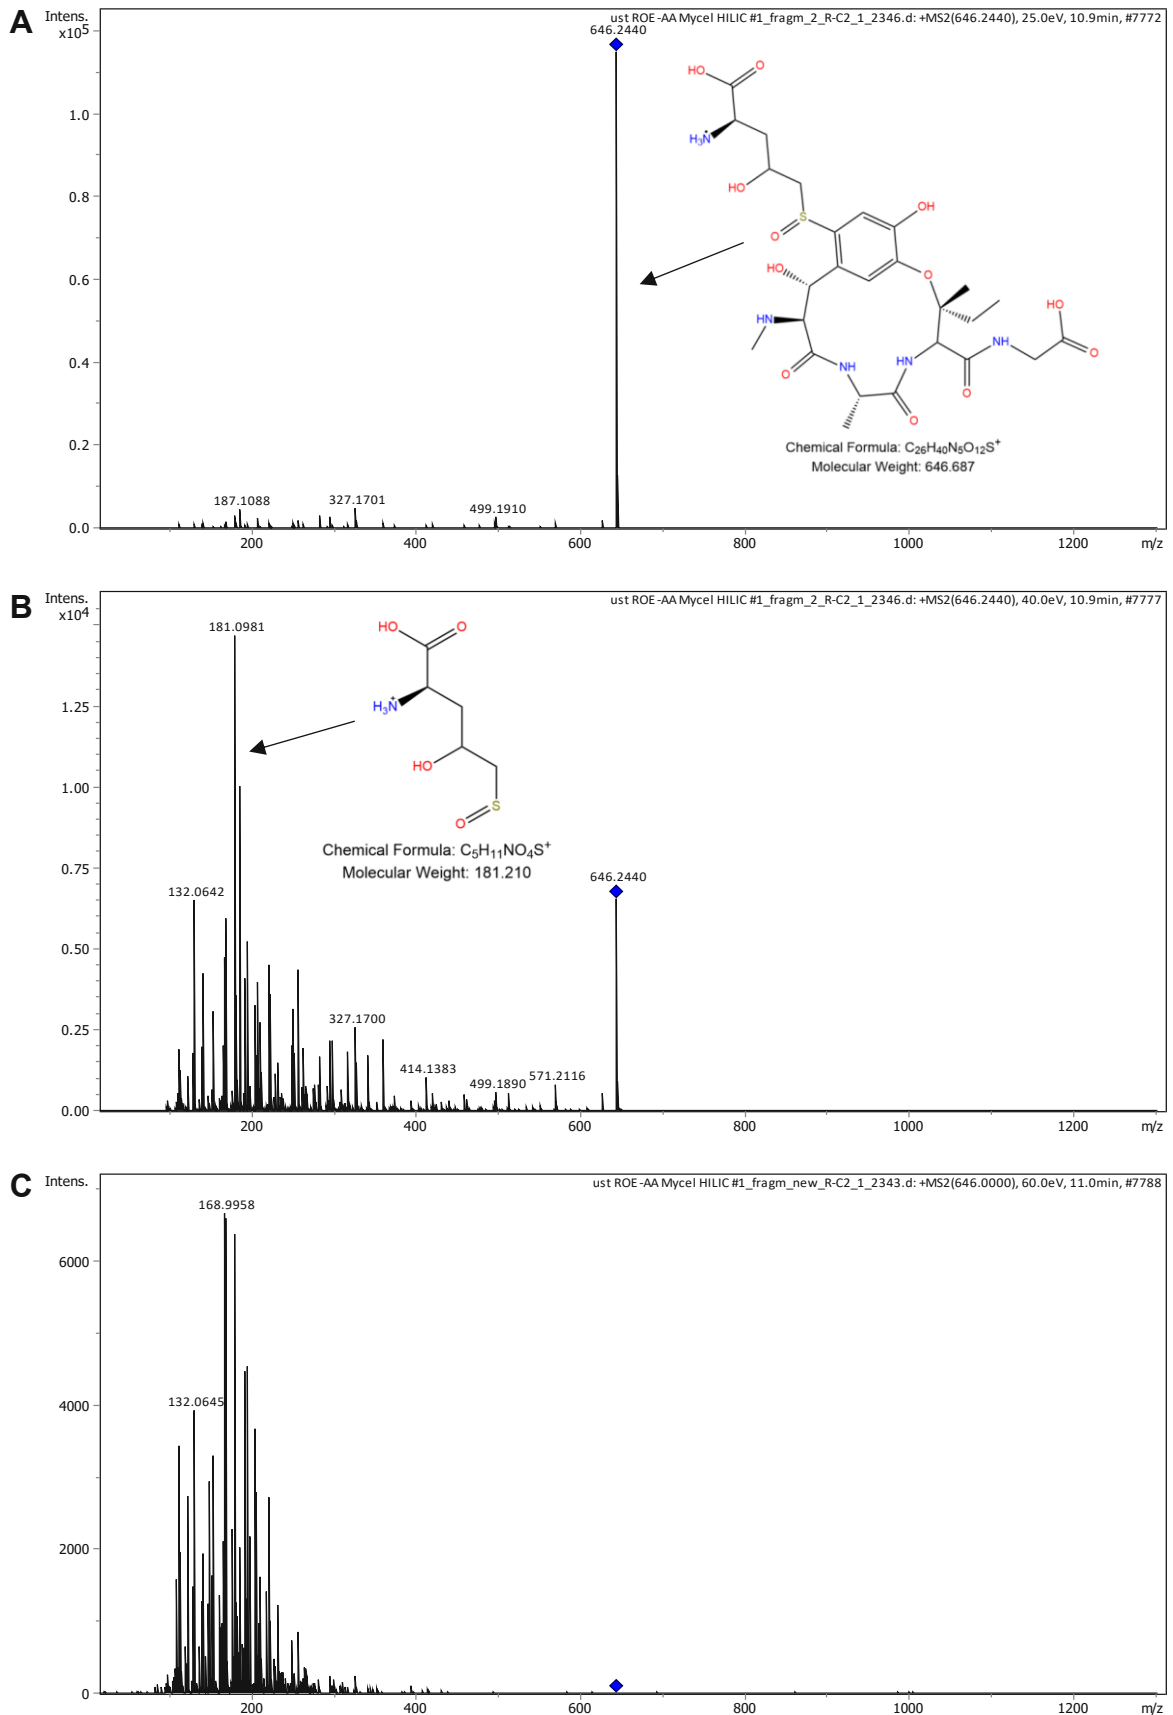 A
Intens.
x10⁵
ust ROE-AA Mycel HILIC #1_fragm_2_R-C2_1_2346.d: +MS2(646.2440), 25.0eV, 10.9min, #7772
646.2440
HO
O
H₃N⁺
HO
S
O
OH
HO
O
HN
HO
NH
O
O
NH
HN
O
O
Chemical Formula: C₂₆H₄₀N₅O₁₂S⁺
Molecular Weight: 646.687
1.0
0.8
0.6
0.4
0.2
0.0
187.1088
327.1701
499.1910
200
400
600
800
1000
1200
m/z
B
Intens.
x10⁴
ust ROE-AA Mycel HILIC #1_fragm_2_R-C2_1_2346.d: +MS2(646.2440), 40.0eV, 10.9min, #7777
181.0981
HO
O
H₃N⁺
HO
S
O
Chemical Formula: C₅H₁₁NO₄S⁺
Molecular Weight: 181.210
1.25
1.00
0.75
0.50
0.25
0.00
132.0642
646.2440
327.1700
414.1383
499.1890
571.2116
200
400
600
800
1000
1200
m/z
C
Intens.
ust ROE-AA Mycel HILIC #1_fragm_new_R-C2_1_2343.d: +MS2(646.0000), 60.0eV, 11.0min, #7788
168.9958
6000
132.0645
4000
2000
0
200
400
600
800
1000
1200
m/z